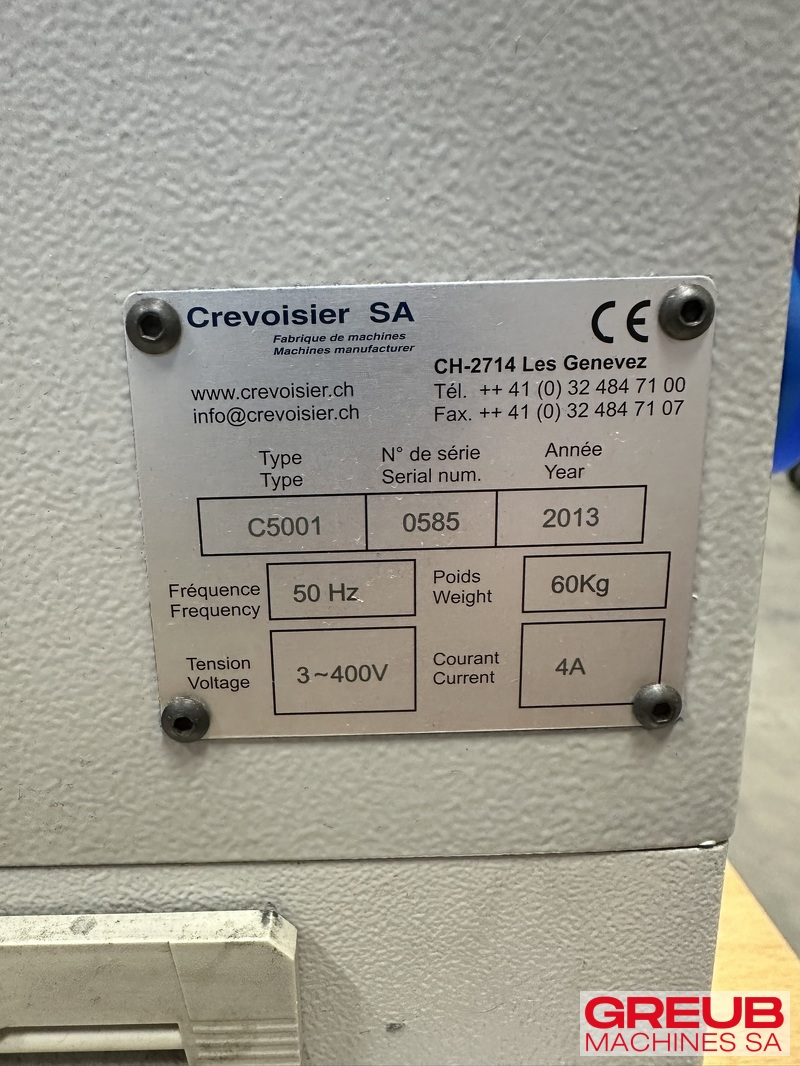 Crevoisier SA
Fabrique de machines
Machines manufacturer
CE
CH-2714 Les Genevez
www.crevoisier.ch
Tél. ++ 41 (0) 32 484 71 00
info@crevoisier.ch
Fax. ++ 41 (0) 32 484 71 07
Type N° de série Année
Type Serial num. Year
C5001 0585 2013
Fréquence 50 Hz Poids 60Kg
Frequency Weight
Tension 3~400V Courant 4A
Voltage Current
GREUB
MACHINES SA